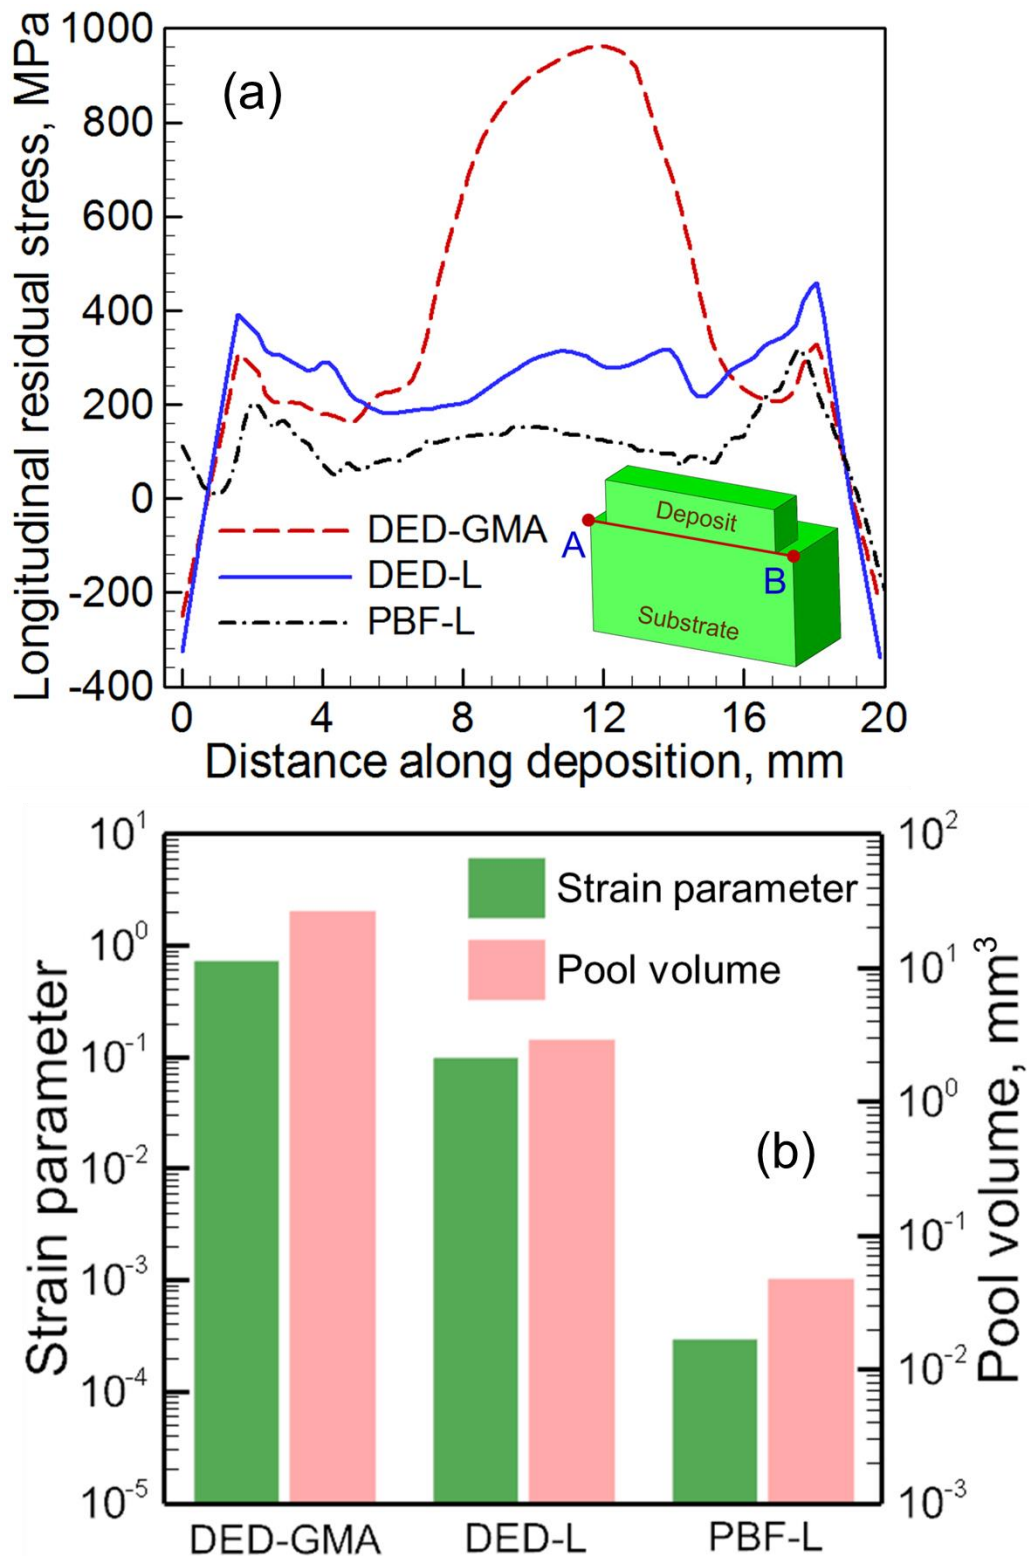 Longitudinal residual stress, MPa
1000
800
600
400
200
0
-200
-400
(a)
DED-GMA
DED-L
PBF-L
Deposit
A
B
Substrate
0 4 8 12 16 20
Distance along deposition, mm
Strain parameter
10^1
10^0
10^-1
10^-2
10^-3
10^-4
10^-5
Strain parameter
Pool volume
(b)
10^2
10^1
10^0
10^-1
10^-2
10^-3
Pool volume, mm^3
DED-GMA DED-L PBF-L